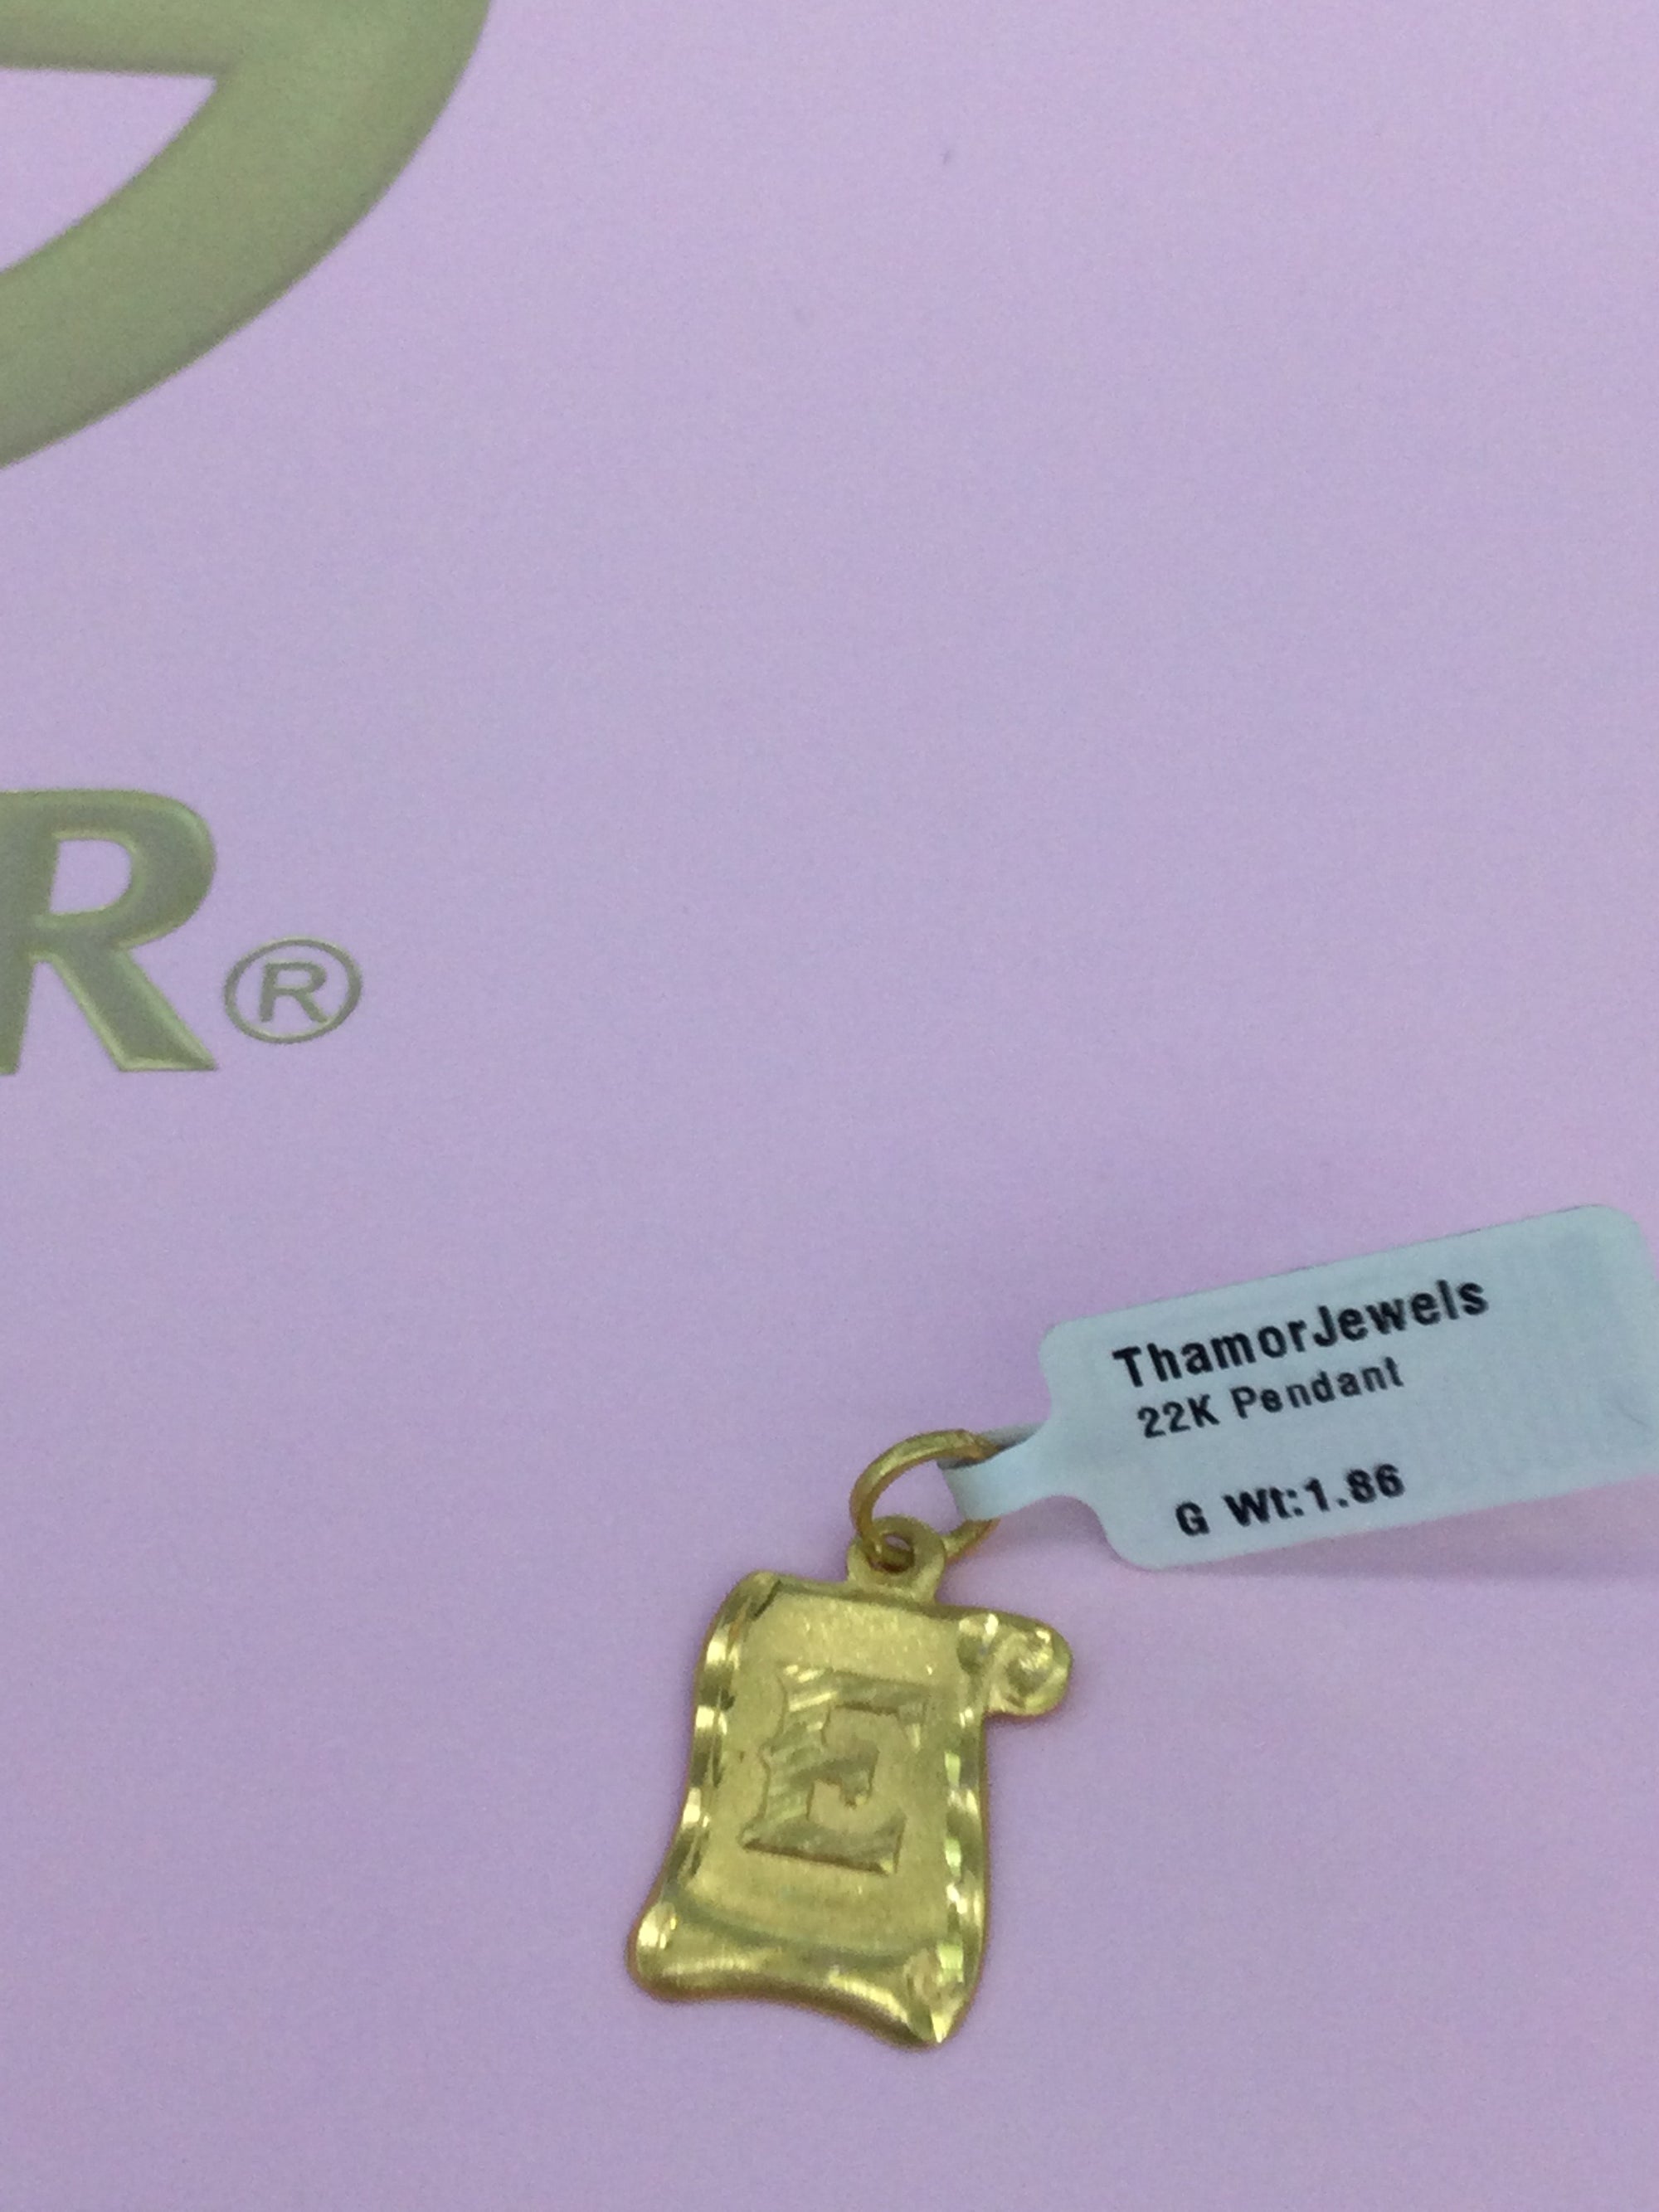 R®
ThamorJewels
22K Pendant
G Wt:1.86
E